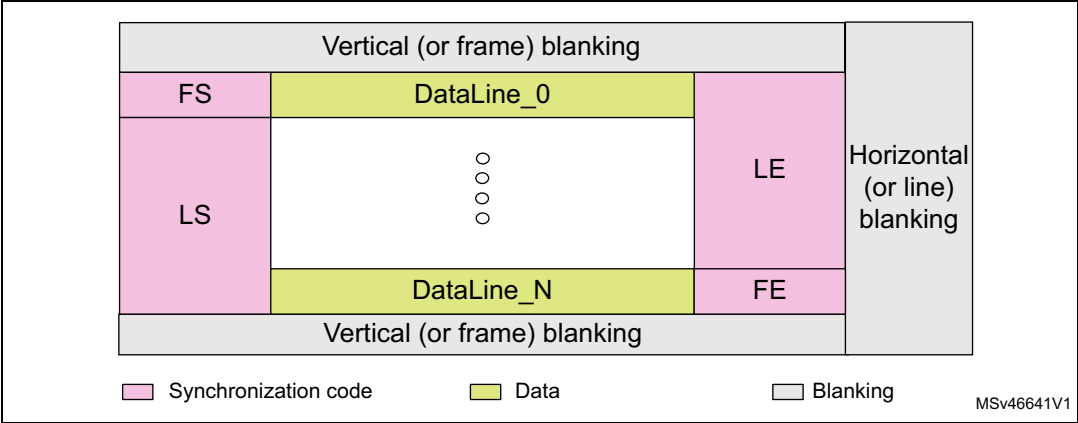 Vertical (or frame) blanking
FS
DataLine_0
LE
Horizontal
(or line)
blanking
LS
DataLine_N
FE
Vertical (or frame) blanking
Synchronization code
Data
Blanking
MSv46641V1